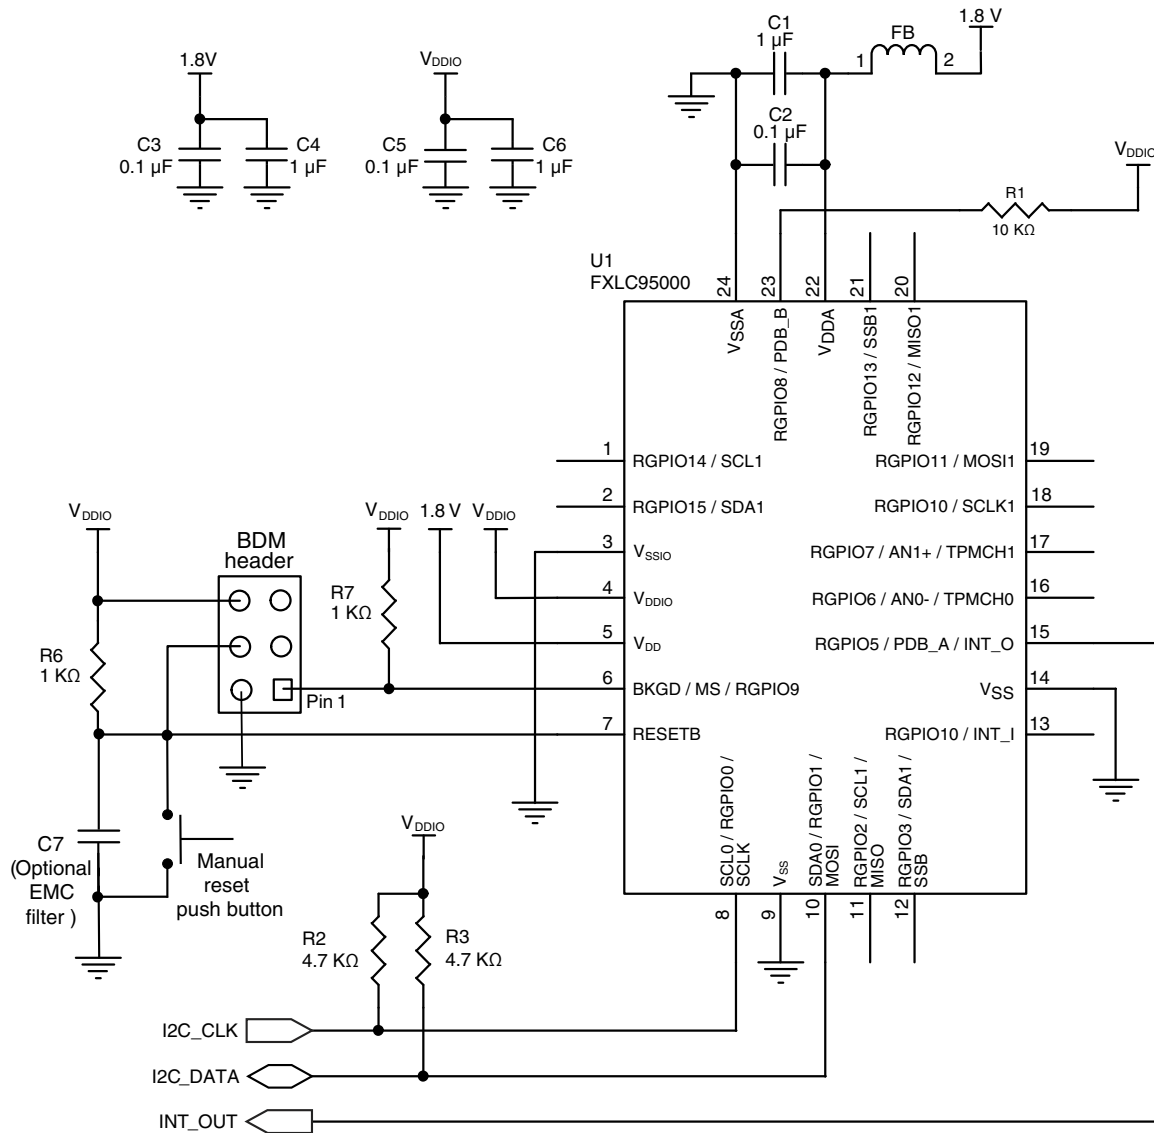 1.8V
C3
0.1 µF
C4
1 µF
VDDIO
C5
0.1 µF
C6
1 µF
C1
1 µF
C2
0.1 µF
1
FB
2
1.8 V
VDDIO
R1
10 KΩ
U1
FXLC95000
24
23
22
21
20
VSSA
RGPIO8 / PDB_B
VDDA
RGPIO13 / SSB1
RGPIO12 / MISO1
1
RGPIO14 / SCL1
2
RGPIO15 / SDA1
3
VSSIO
4
VDDIO
5
VDD
6
BKGD / MS / RGPIO9
7
RESETB
RGPIO11 / MOSI1
19
RGPIO10 / SCLK1
18
RGPIO7 / AN1+ / TPMCH1
17
RGPIO6 / AN0- / TPMCH0
16
RGPIO5 / PDB_A / INT_O
15
VSS
14
RGPIO10 / INT_I
13
SCL0 / RGPIO0 /
SCLK
VSS
SDA0 / RGPIO1 /
MOSI
RGPIO2 / SCL1 /
MISO
RGPIO3 / SDA1 /
SSB
8
9
10
11
12
VDDIO
BDM
header
Pin 1
R6
1 KΩ
VDDIO
1.8 V
VDDIO
R7
1 KΩ
C7
(Optional
EMC
filter )
Manual
reset
push button
VDDIO
R2
4.7 KΩ
R3
4.7 KΩ
I2C_CLK
I2C_DATA
INT_OUT